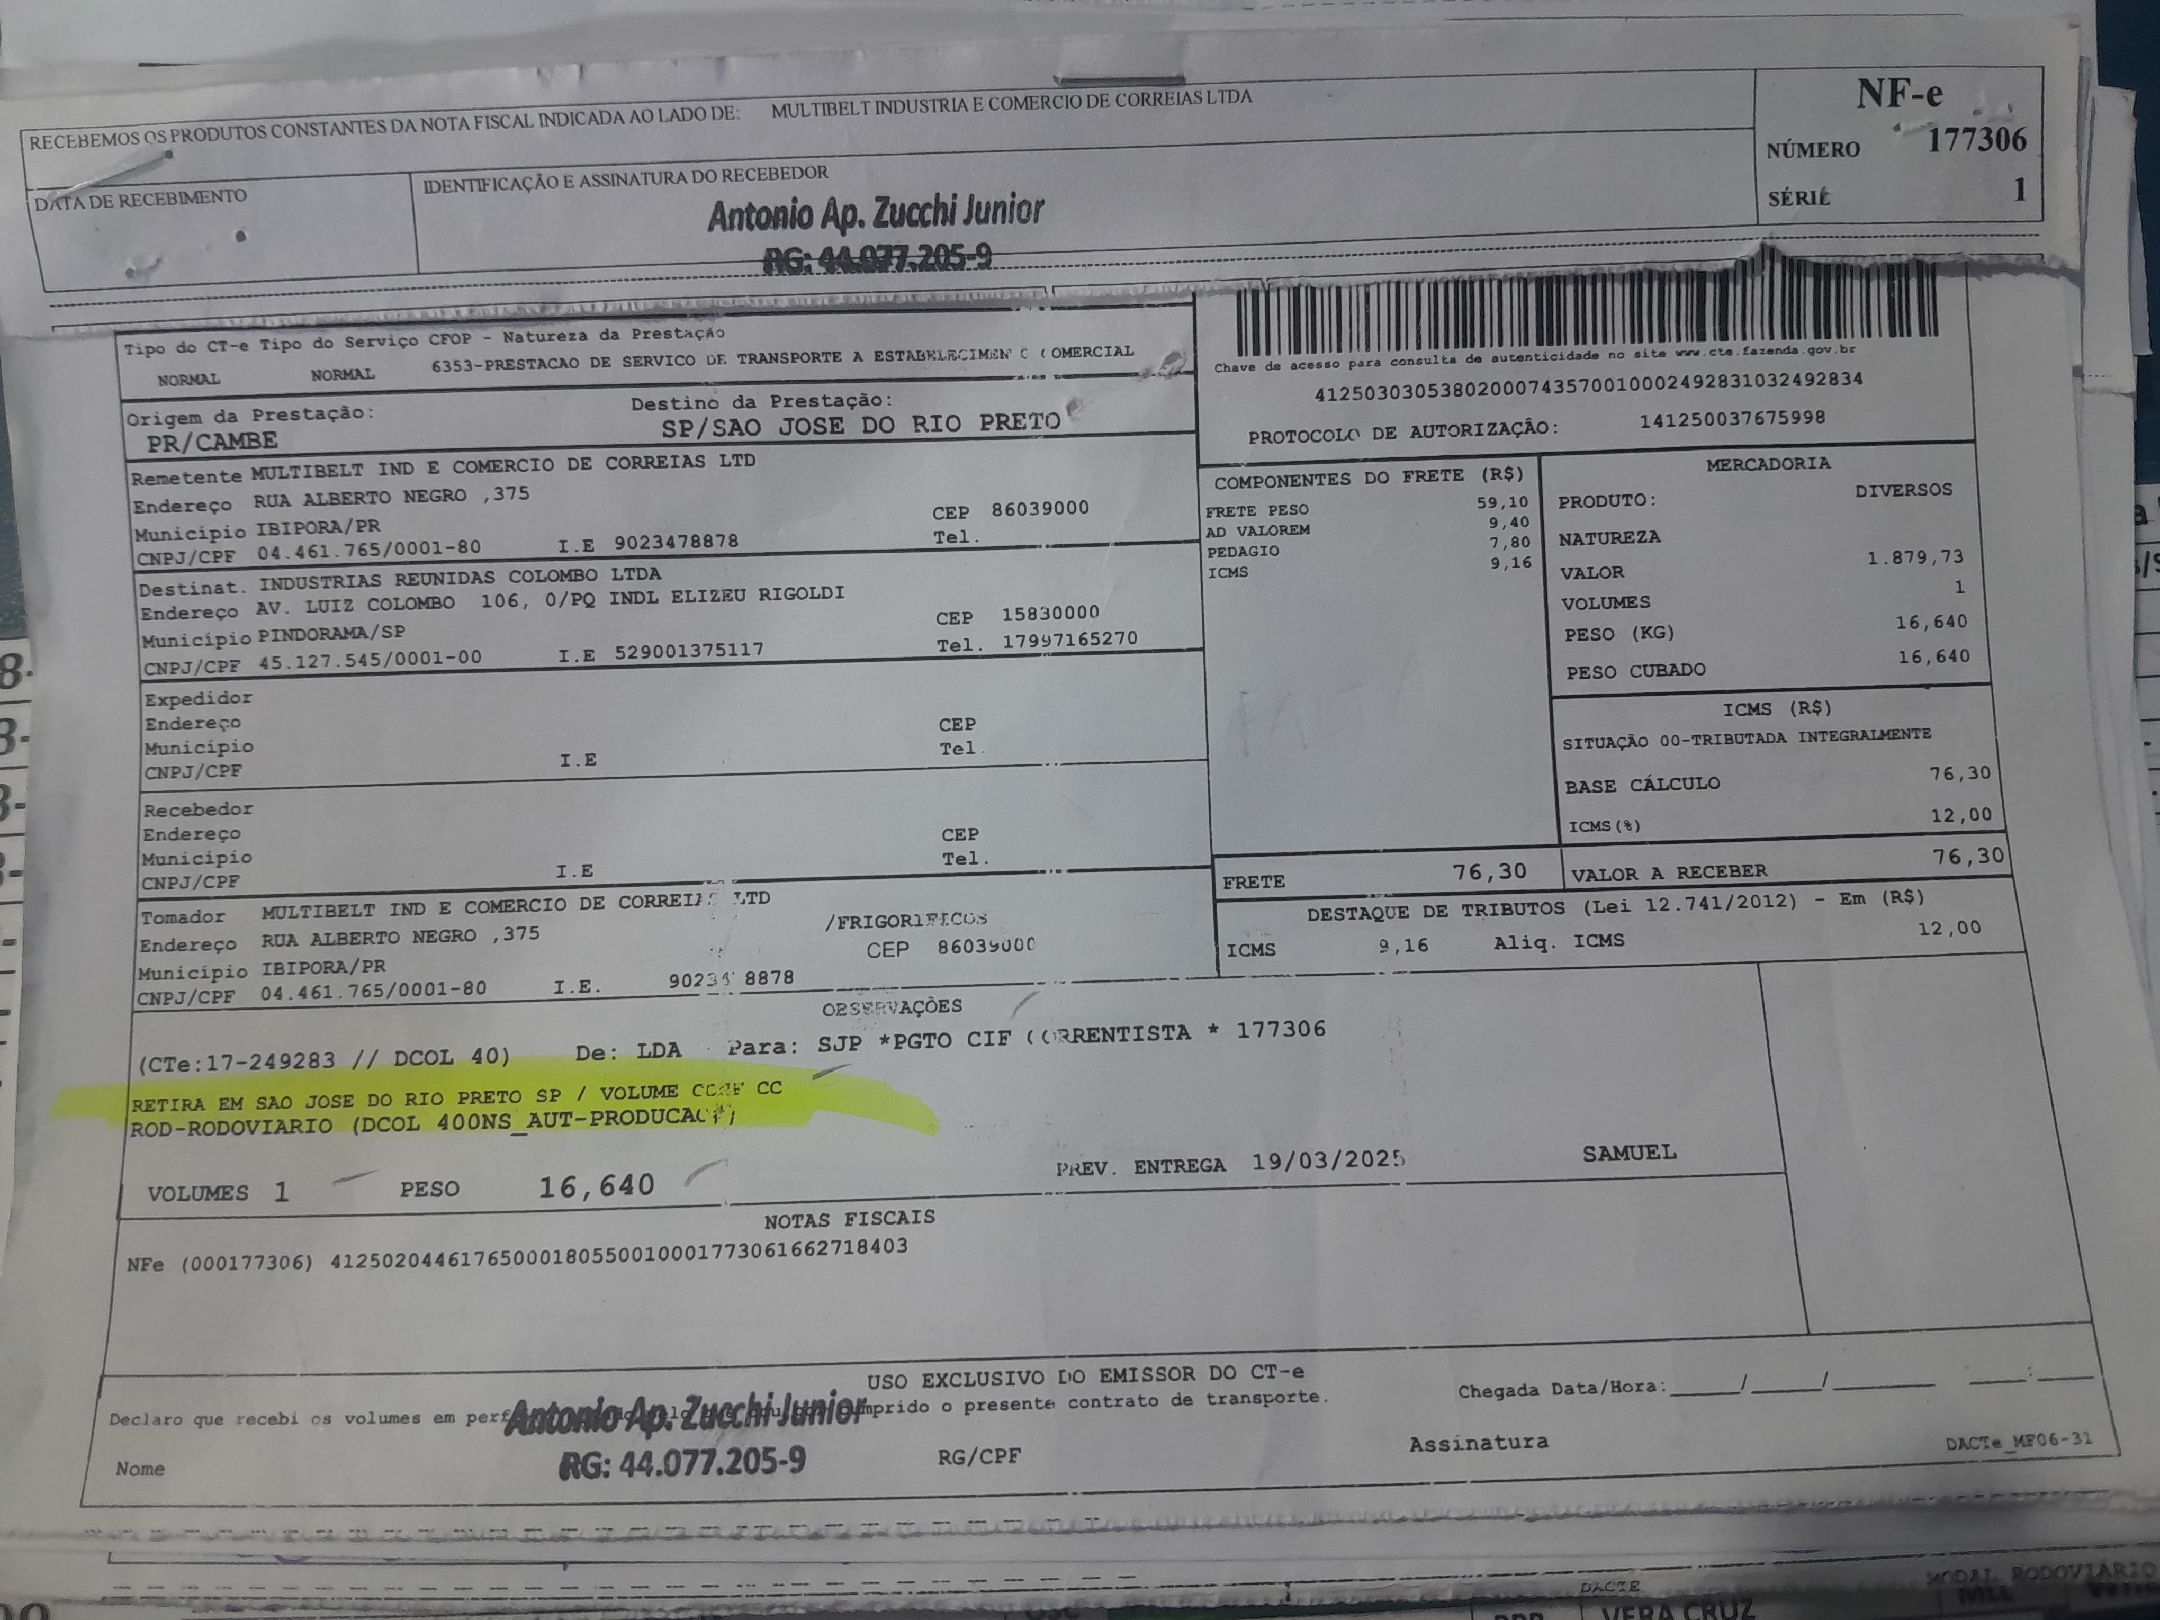 RECEBEMOS OS PRODUTOS CONSTANTES DA NOTA FISCAL INDICADA AO LADO DE: MULTIBELT INDUSTRIA E COMERCIO DE CORREIAS LTDA
NF-e
NÚMERO 177306
SÉRIE 1
DATA DE RECEBIMENTO
IDENTIFICAÇÃO E ASSINATURA DO RECEBEDOR
Antonio Ap. Zucchi Junior
RG: 44.077.205-9
Tipo do CT-e Tipo do Serviço CFOP - Natureza da Prestação
NORMAL NORMAL 6353-PRESTACAO DE SERVICO DE TRANSPORTE A COMERCIAL
Origem da Prestação: Destino da Prestação:
PR/CAMBE SP/SAO JOSE DO RIO PRETO
Remetente MULTIBELT IND E COMERCIO DE CORREIAS LTD
Endereço RUA ALBERTO NEGRO ,375
Município IBIPORA/PR CEP 86039000
CNPJ/CPF 04.461.765/0001-80 I.E 9023478878 Tel.
Destinat. INDUSTRIAS REUNIDAS COLOMBO LTDA
Endereço AV. LUIZ COLOMBO 106, 0/PQ INDL ELIZEU RIGOLDI
Município PINDORAMA/SP CEP 15830000
CNPJ/CPF 45.127.545/0001-00 I.E 529001375117 Tel. 17997165270
Expedidor
Endereço
Município CEP
CNPJ/CPF I.E Tel.
Recebedor
Endereço
Município CEP
CNPJ/CPF I.E Tel.
Tomador MULTIBELT IND E COMERCIO DE LTD
Endereço RUA ALBERTO NEGRO ,375 /FRIGORIFICOS
Município IBIPORA/PR CEP 86039000
CNPJ/CPF 04.461.765/0001-80 I.E. 8878
Chave de acesso para consulta de autenticidade no site www.cte.fazenda.gov.br
41250303053802000743570010002492831032492834
PROTOCOLO DE AUTORIZAÇÃO: 141250037675998
COMPONENTES DO FRETE (R$)
FRETE PESO 59,10
AD VALOREM 9,40
PEDAGIO 7,80
ICMS 9,16
MERCADORIA
PRODUTO: DIVERSOS
NATUREZA
VALOR 1.879,73
VOLUMES 1
PESO (KG) 16,640
PESO CUBADO 16,640
ICMS (R$)
SITUAÇÃO 00-TRIBUTADA INTEGRALMENTE
BASE CÁLCULO 76,30
ICMS(%) 12,00
FRETE 76,30 VALOR A RECEBER 76,30
DESTAQUE DE TRIBUTOS (Lei 12.741/2012) - Em (R$)
ICMS 9,16 Aliq. ICMS 12,00
OBSERVAÇÕES
(CTe:17-249283 // DCOL 40) De: LDA Para: SJP *PGTO CIF CORRENTISTA * 177306
RETIRA EM SAO JOSE DO RIO PRETO SP / VOLUME CC
ROD-RODOVIARIO (DCOL 400NS_AUT-PRODUCAO)
VOLUMES 1 PESO 16,640 PREV. ENTREGA 19/03/2025 SAMUEL
NOTAS FISCAIS
NFe (000177306) 41250204461765000180550010001773061662718403
USO EXCLUSIVO DO EMISSOR DO CT-e
Declaro que recebi os volumes em cumprido o presente contrato de transporte.
Antonio Ap. Zucchi Junior
RG: 44.077.205-9
Chegada Data/Hora:____/____/______ ___:___
Nome RG/CPF Assinatura
DACTe_MF06-31
DACTE
MODAL RODOVIARIO
VERA CRUZ